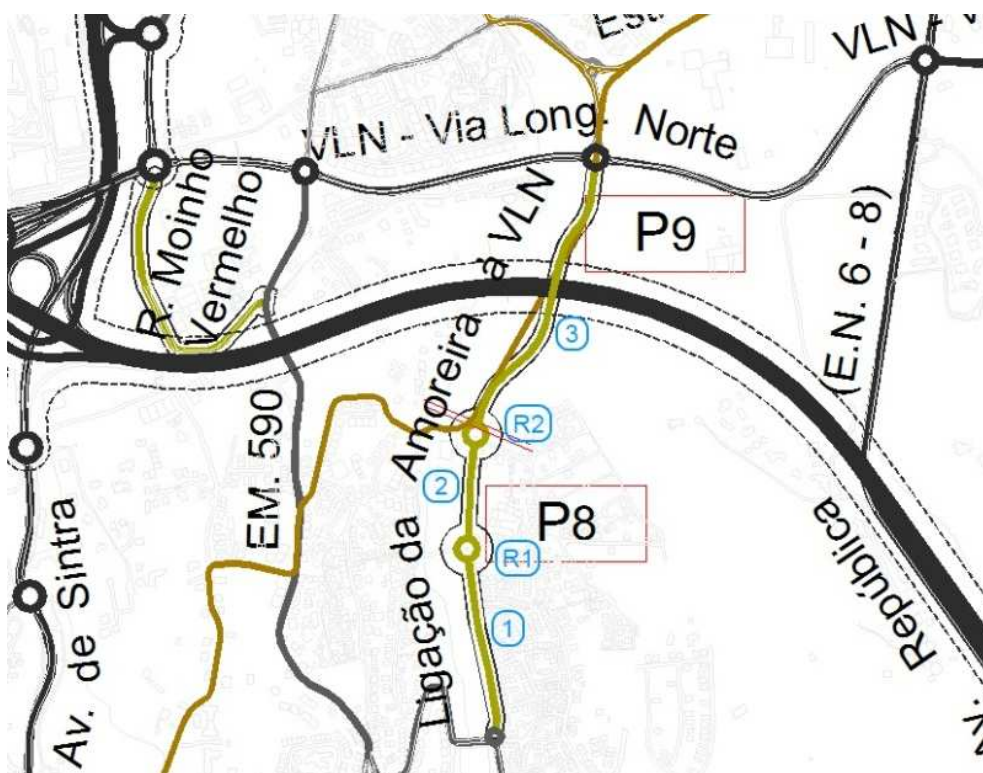 VLN -
VLN - Via Long. Norte
R. Moinho
Vermelho
P9
(E.N. 6 - 8)
3
Ligação da Amoreira à VLN
R2
EM. 590
2
P8
R1
1
Av. de Sintra
República
Av.